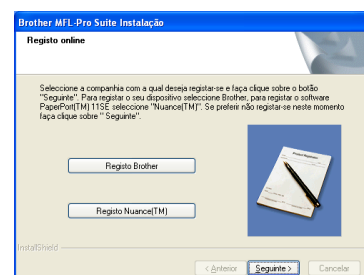 Brother MFL-Pro Suite Instalação
Registo online
Seleccione a companhia com a qual deseja registar-se e faça clique sobre o botão
"Seguinte". Para registar o seu dispositivo seleccione Brother, para registar o software
PaperPort(TM) 11SE seleccione "Nuance(TM)". Se preferir não registar-se neste momento
faça clique sobre " Seguinte".
Registo Brother
Registo Nuance(TM)
InstallShield
< Anterior
Seguinte >
Cancelar